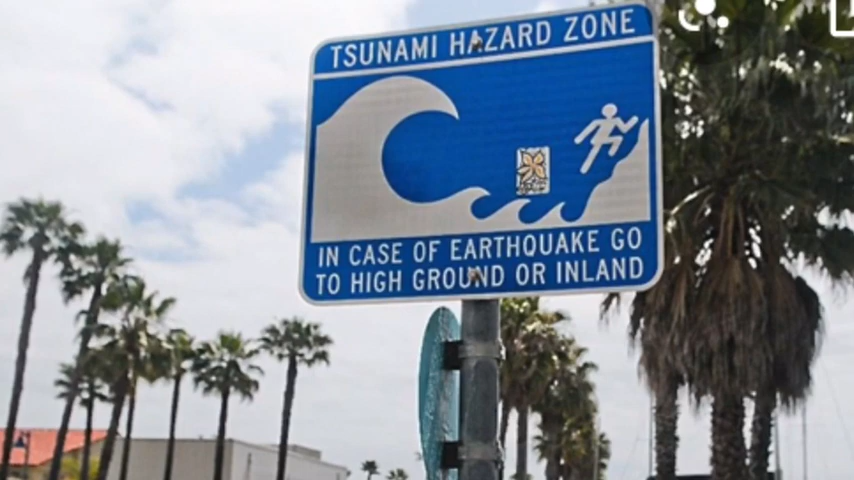 TSUNAMI HAZARD ZONE
IN CASE OF EARTHQUAKE GO
TO HIGH GROUND OR INLAND